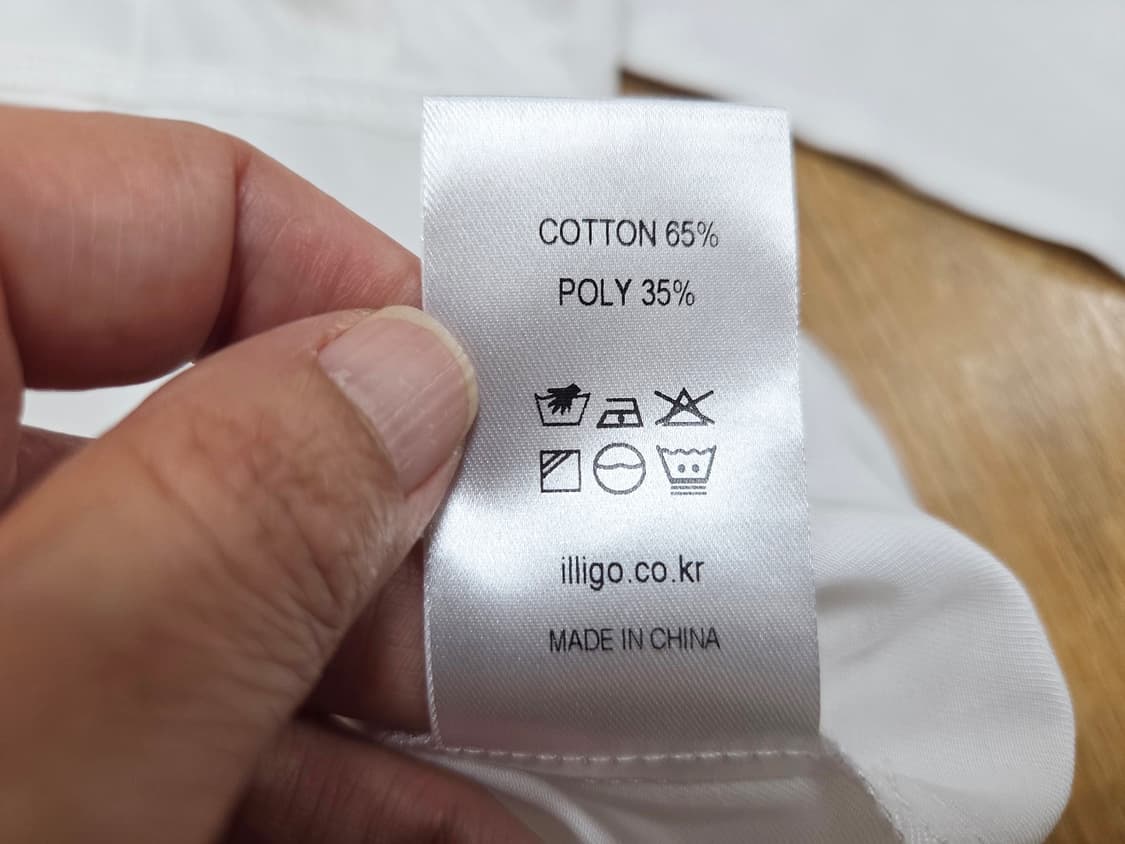 COTTON 65%
POLY 35%
illigo.co.kr
MADE IN CHINA